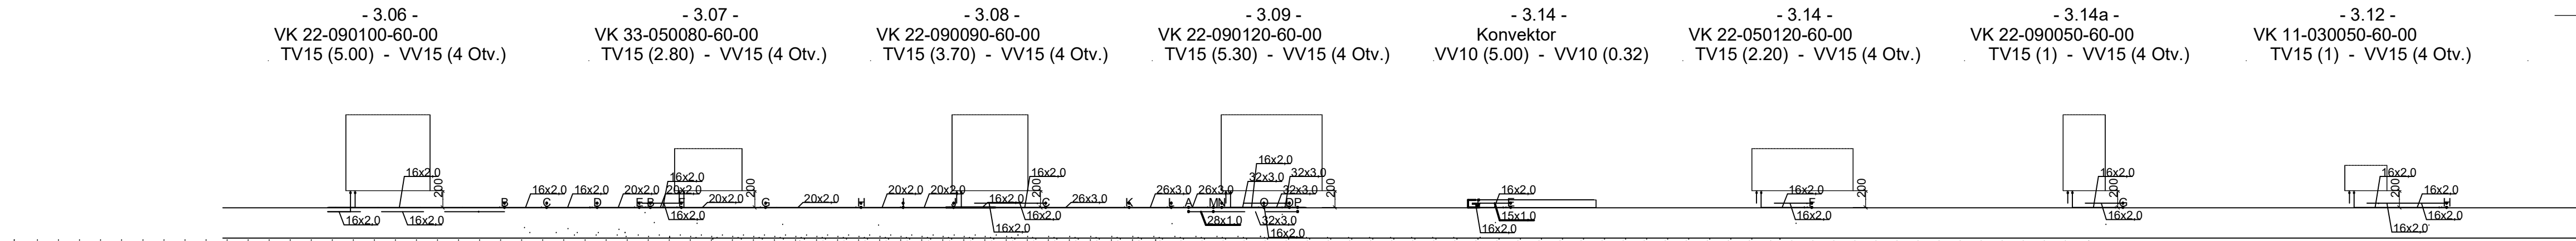 - 3.06 -
VK 22-090100-60-00
TV15 (5.00) - VV15 (4 Otv.)
- 3.07 -
VK 33-050080-60-00
TV15 (2.80) - VV15 (4 Otv.)
- 3.08 -
VK 22-090090-60-00
TV15 (3.70) - VV15 (4 Otv.)
- 3.09 -
VK 22-090120-60-00
TV15 (5.30) - VV15 (4 Otv.)
- 3.14 -
Konvektor
VV10 (5.00) - VV10 (0.32)
- 3.14 -
VK 22-050120-60-00
TV15 (2.20) - VV15 (4 Otv.)
- 3.14a -
VK 22-090050-60-00
TV15 (1) - VV15 (4 Otv.)
- 3.12 -
VK 11-030050-60-00
TV15 (1) - VV15 (4 Otv.)
16x2,0
200
16x2,0
16x2,0
B
C
D
16x2,0
16x2,0
20x2,0
16x2,0
20x2,0
16x2,0
20x2,0
200
G
20x2,0
H
I
20x2,0
20x2,0
16x2,0
16x2,0
200
16x2,0
16x2,0
C
26x3,0
K
L
A
26x3,0
26x3,0
28x1,0
16x2,0
32x3,0
32x3,0
32x3,0
200
32x3,0
16x2,0
16x2,0
E
15x1,0
16x2,0
16x2,0
F
200
16x2,0
16x2,0
200
G
16x2,0
16x2,0
200
16x2,0
H
16x2,0
16x2,0